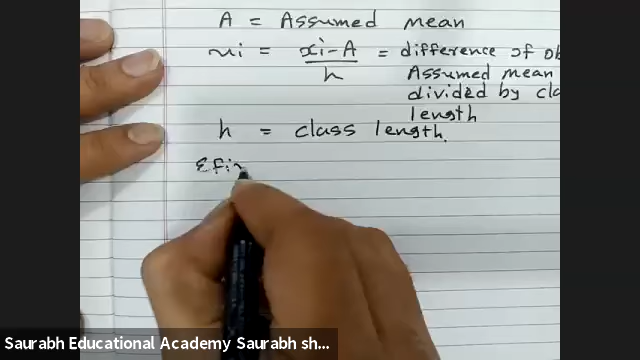 A = Assumed mean
ui = xi-A / h = difference of ob
Assumed mean
divided by cla
length
h = class length.
Σfi
Saurabh Educational Academy Saurabh sh...